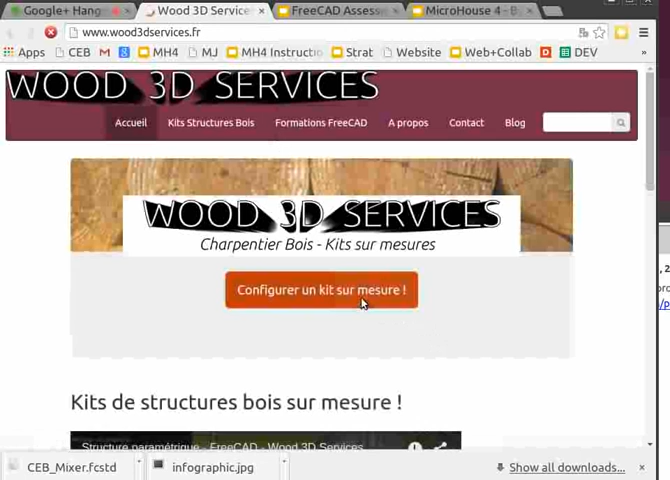 Google+ Hang
Wood 3D Service
FreeCAD Assess
MicroHouse 4 - B
www.wood3dservices.fr
Apps
CEB
MH4
MJ
MH4 Instructio
Strat
Website
Web+Collab
DEV
WOOD 3D SERVICES
Accueil
Kits Structures Bois
Formations FreeCAD
A propos
Contact
Blog
WOOD 3D SERVICES
Charpentier Bois - Kits sur mesures
Configurer un kit sur mesure !
Kits de structures bois sur mesure !
Structure paramétrique - FreeCAD - Wood 3D Services
CEB_Mixer.fcstd
infographic.jpg
Show all downloads...